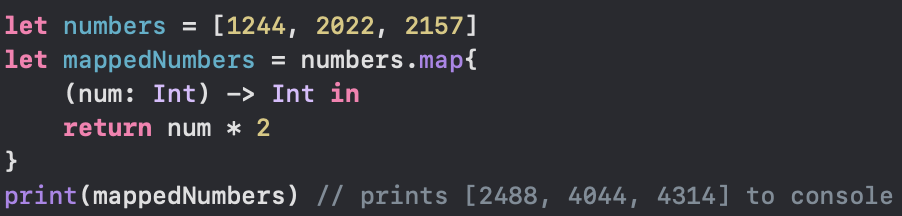 let numbers = [1244, 2022, 2157]
let mappedNumbers = numbers.map{
    (num: Int) -> Int in
    return num * 2
}
print(mappedNumbers) // prints [2488, 4044, 4314] to console